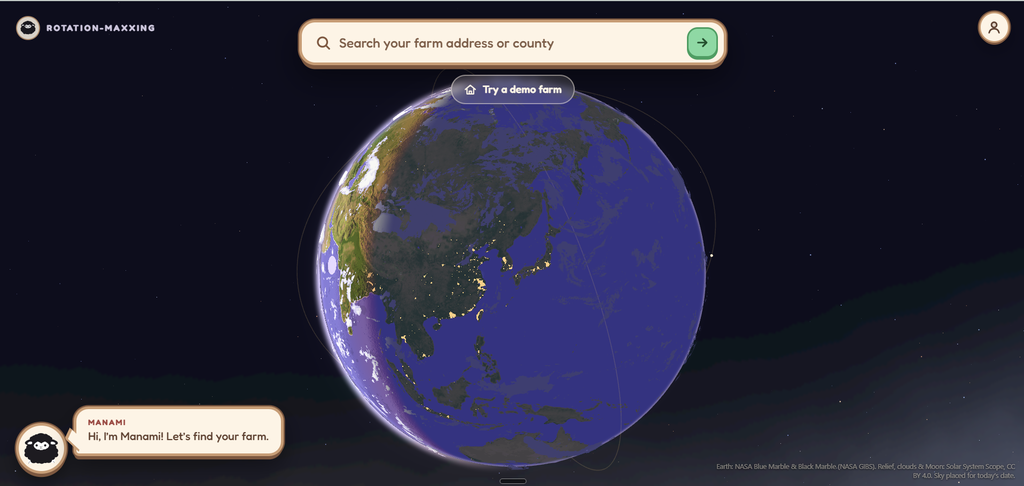 ROTATION-MAXXING
Search your farm address or county
Try a demo farm
MANAMI
Hi, I'm Manami! Let's find your farm.
Earth: NASA Blue Marble & Black Marble (NASA GIBS). Relief, clouds & Moon: Solar System Scope, CC
BY 4.0. Sky placed for today's date.